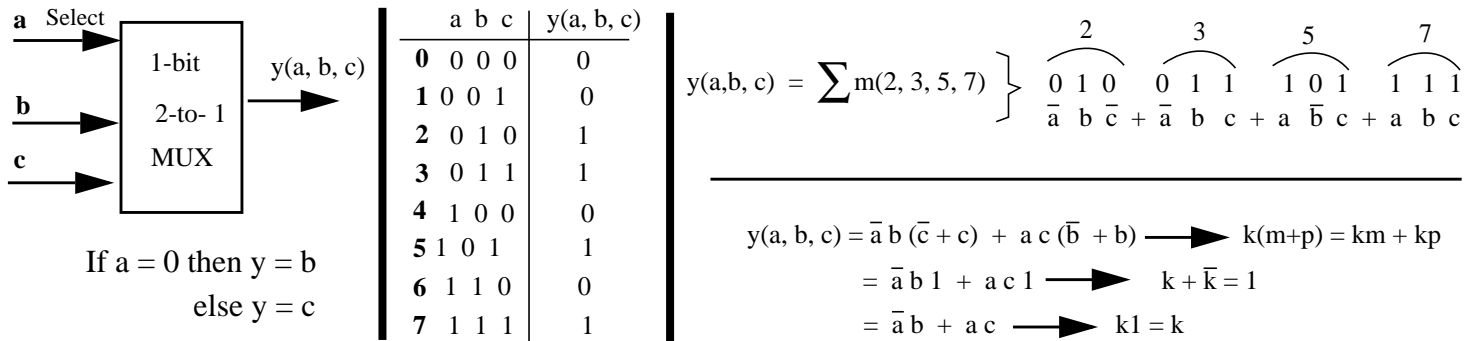 a Select
1-bit
2-to- 1
MUX
b
c
y(a, b, c)
If a = 0 then y = b
else y = c
a b c y(a, b, c)
0 0 0 0 0
1 0 0 1 0
2 0 1 0 1
3 0 1 1 1
4 1 0 0 0
5 1 0 1 1
6 1 1 0 0
7 1 1 1 1
2 3 5 7
y(a,b, c) = ∑ m(2, 3, 5, 7) } 0 1 0 0 1 1 1 0 1 1 1 1
a̅ b c̅ + a̅ b c + a b̅ c + a b c
y(a, b, c) = a̅ b (c̅ + c) + a c (b̅ + b) → k(m+p) = km + kp
= a̅ b 1 + a c 1 → k + k̅ = 1
= a̅ b + a c → k1 = k